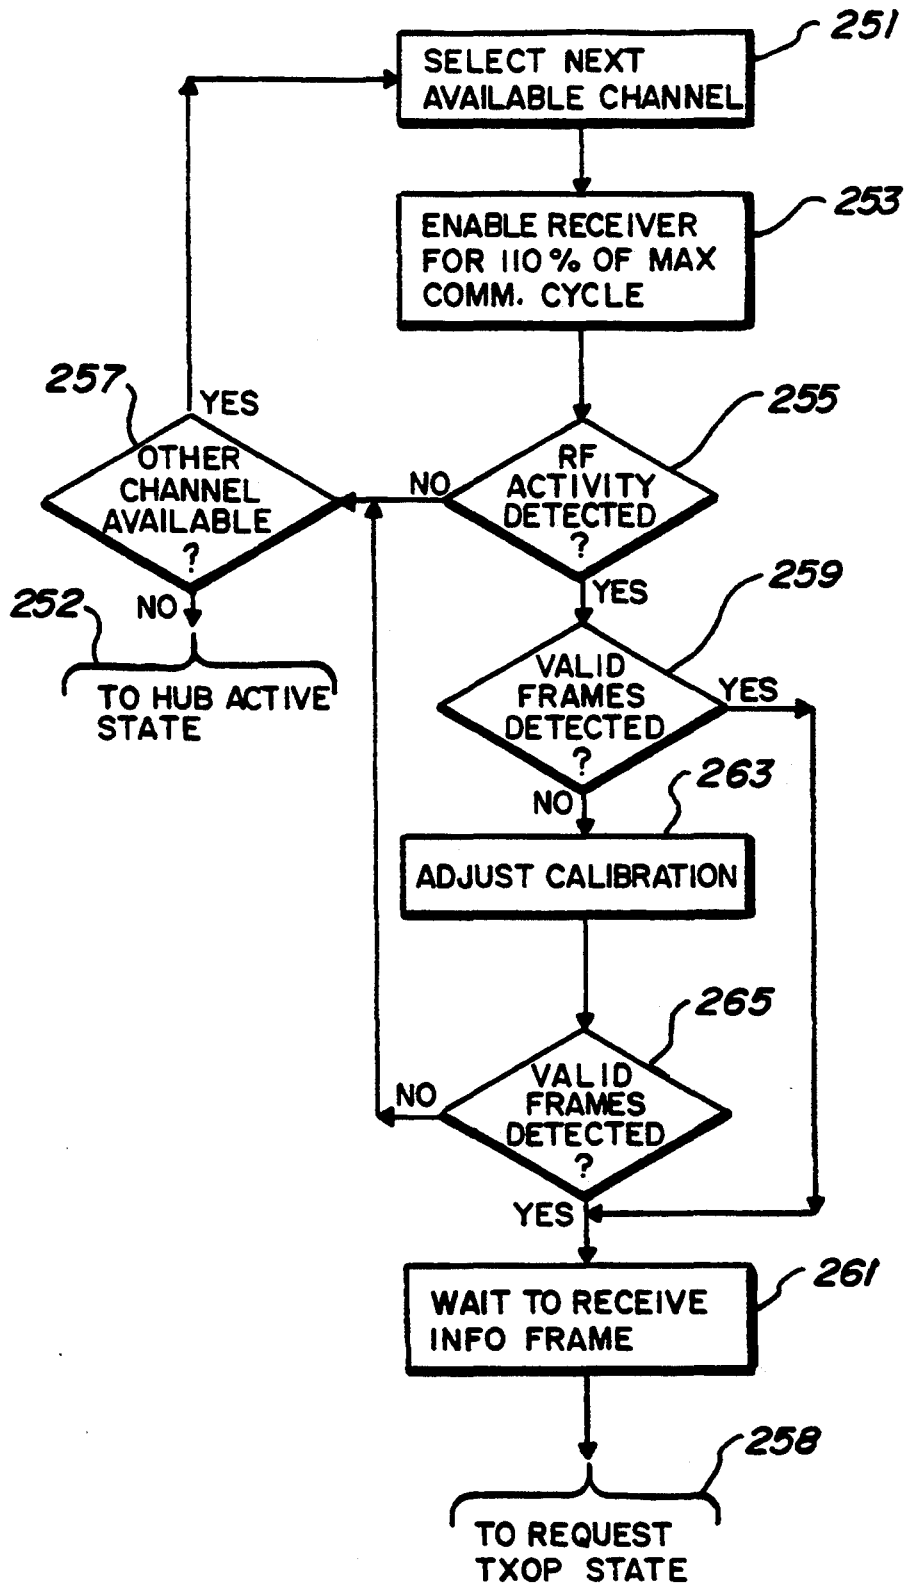 251
SELECT NEXT
AVAILABLE CHANNEL
253
ENABLE RECEIVER
FOR 110% OF MAX
COMM. CYCLE
257
YES
255
OTHER
CHANNEL
AVAILABLE
?
NO
RF
ACTIVITY
DETECTED
?
YES
259
252
NO
TO HUB ACTIVE
STATE
VALID
FRAMES
DETECTED
?
YES
NO
263
ADJUST CALIBRATION
265
VALID
FRAMES
DETECTED
?
NO
YES
261
WAIT TO RECEIVE
INFO FRAME
258
TO REQUEST
TXOP STATE